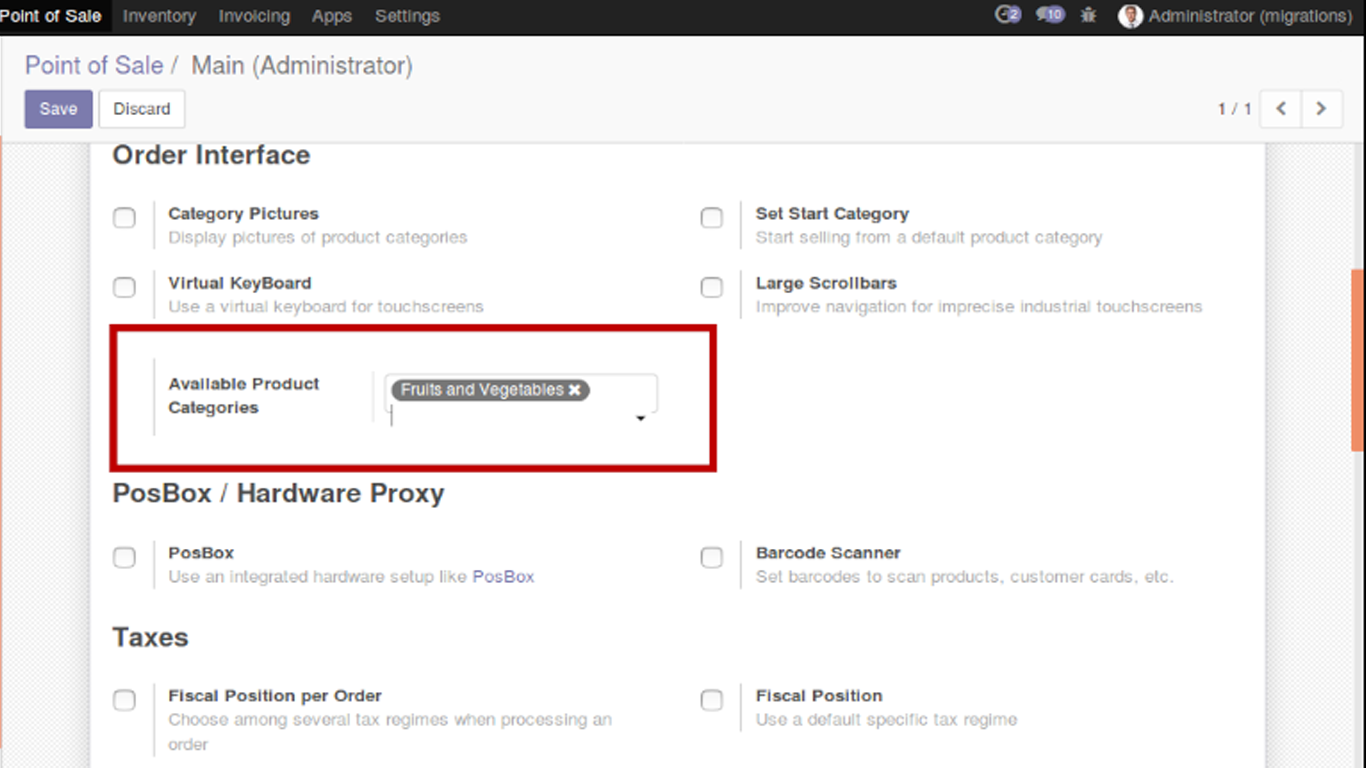 Point of Sale Inventory Invoicing Apps Settings 2 10 Administrator (migrations)
Point of Sale / Main (Administrator)
Save Discard 1 / 1
Order Interface
Category Pictures
Display pictures of product categories
Set Start Category
Start selling from a default product category
Virtual KeyBoard
Use a virtual keyboard for touchscreens
Large Scrollbars
Improve navigation for imprecise industrial touchscreens
Available Product
Categories
Fruits and Vegetables ×
PosBox / Hardware Proxy
PosBox
Use an integrated hardware setup like PosBox
Barcode Scanner
Set barcodes to scan products, customer cards, etc.
Taxes
Fiscal Position per Order
Choose among several tax regimes when processing an
order
Fiscal Position
Use a default specific tax regime